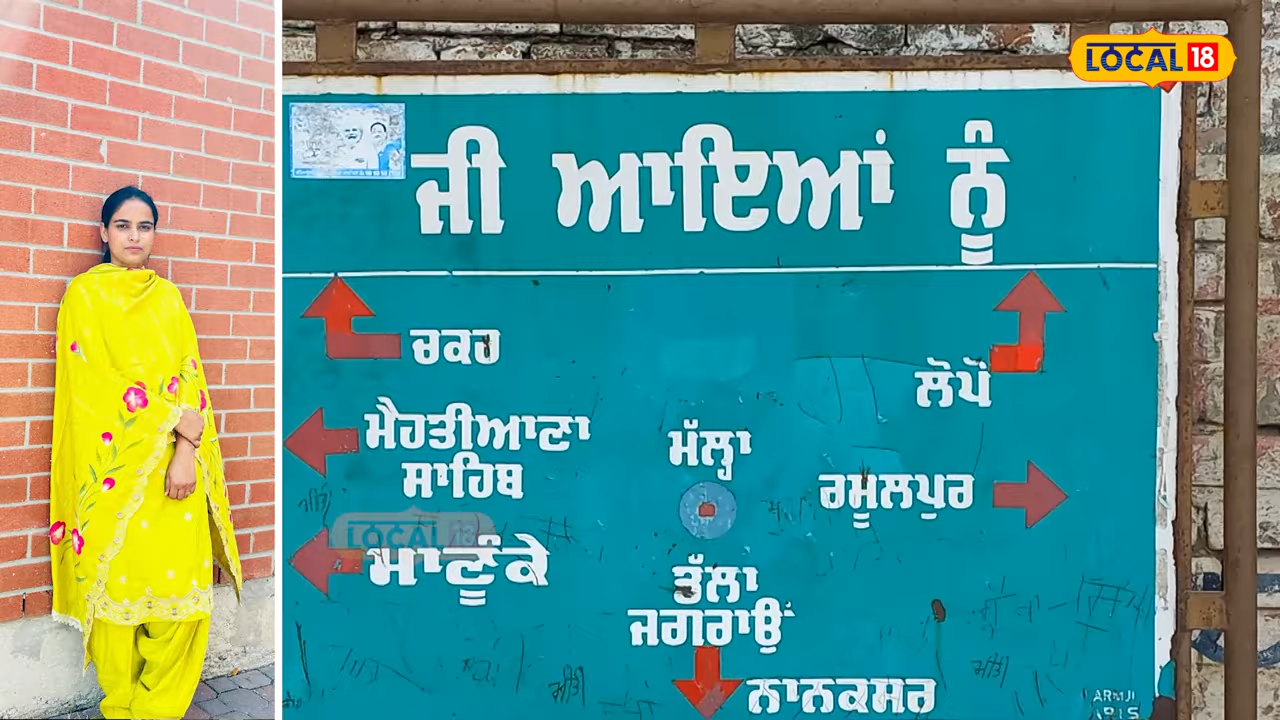 LOCAL 18
ਜੀ ਆਇਆਂ ਨੂੰ
ਚਕਰ
ਲੋਪੋਂ
ਮੈਹਤੀਆਣਾ
ਸਾਹਿਬ
ਮੱਲ੍ਹਾ
ਰਸੂਲਪੁਰ
LOCAL 18
ਮਾਣੂੰਕੇ
ਤੱਲਾ
ਜਗਰਾਉਂ
ਨਾਨਕਸਰ